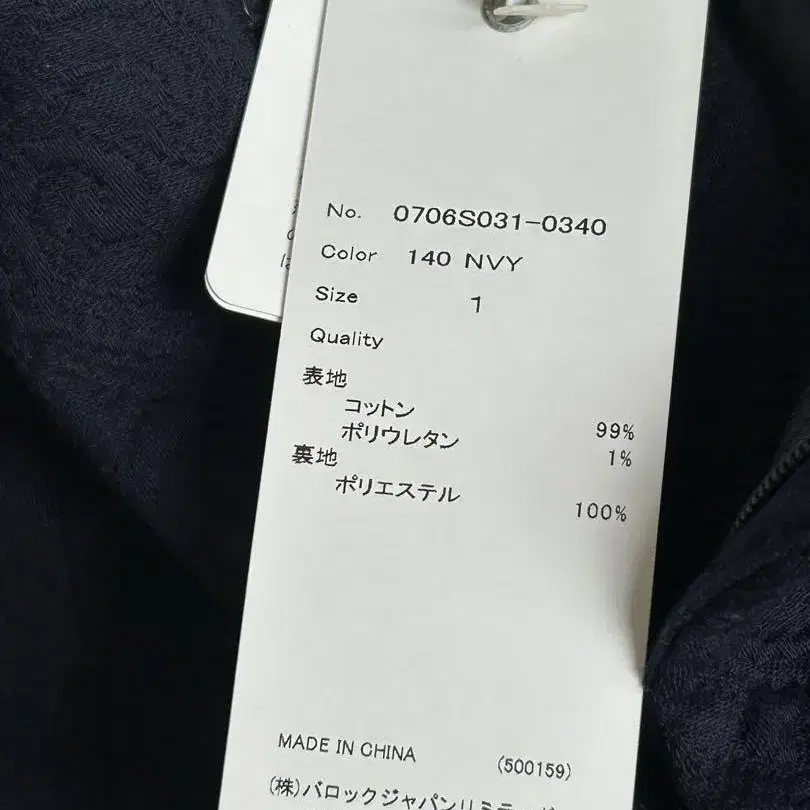 No. 0706S031-0340
Color 140 NVY
Size 1
Quality
表地
コットン 99%
ポリウレタン 1%
裏地
ポリエステル 100%
MADE IN CHINA (500159)
(株)バロックジャパンリミテッド